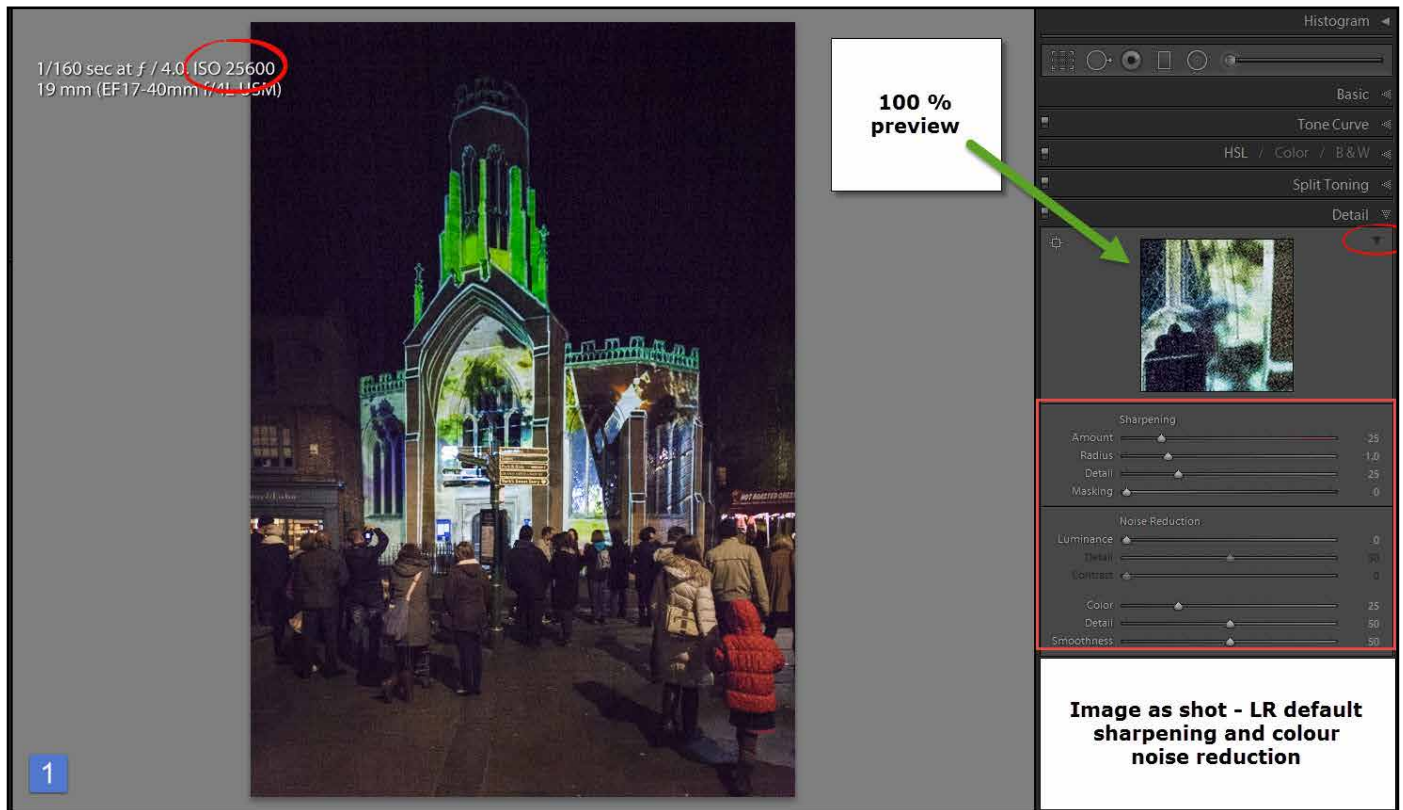 1/160 sec at ƒ / 4.0, ISO 25600
19 mm (EF17-40mm f/4L USM)
100 %
preview
Histogram
Basic
Tone Curve
HSL / Color / B & W
Split Toning
Detail
Sharpening
Amount 25
Radius 1,0
Detail 25
Masking 0
Noise Reduction
Luminance 0
Detail 50
Contrast 0
Color 25
Detail 50
Smoothness 50
Image as shot - LR default
sharpening and colour
noise reduction
1